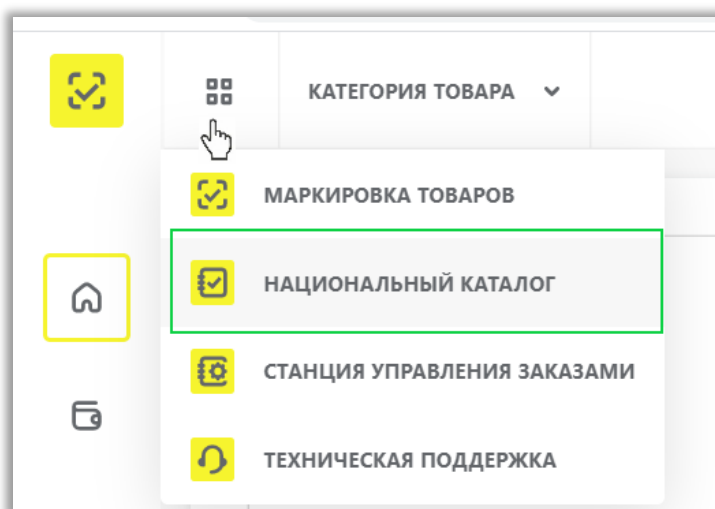 КАТЕГОРИЯ ТОВАРА
МАРКИРОВКА ТОВАРОВ
НАЦИОНАЛЬНЫЙ КАТАЛОГ
СТАНЦИЯ УПРАВЛЕНИЯ ЗАКАЗАМИ
ТЕХНИЧЕСКАЯ ПОДДЕРЖКА